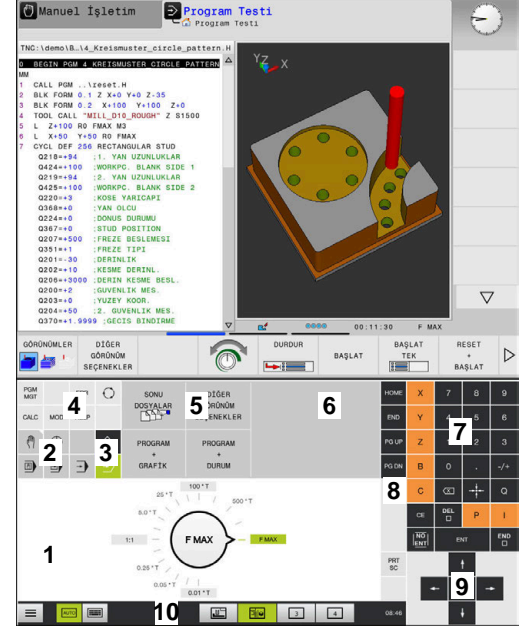 Manuel İşletim
Program Testi
Program Testi
TNC:\demo\B…\4_Kreismuster_circle_pattern.H
0 BEGIN PGM 4 KREISMUSTER CIRCLE PATTERN
MM
1 CALL PGM ..\reset.H
2 BLK FORM 0.1 Z X+0 Y+0 Z-35
3 BLK FORM 0.2 X+100 Y+100 Z+0
4 TOOL CALL "MILL_D10_ROUGH" Z S1500
5 L Z+100 R0 FMAX M3
6 L X+50 Y+50 R0 FMAX
7 CYCL DEF 256 RECTANGULAR STUD
Q218=+94 ;1. YAN UZUNLUKLAR
Q424=+100 ;WORKPC. BLANK SIDE 1
Q219=+94 ;2. YAN UZUNLUKLAR
Q425=+100 ;WORKPC. BLANK SIDE 2
Q220=+3 ;KOSE YARICAPI
Q368=+0 ;YAN OLCU
Q224=+0 ;DONUS DURUMU
Q367=+0 ;STUD POSITION
Q207=+500 ;FREZE BESLEMESI
Q351=+1 ;FREZE TIPI
Q201=-30 ;DERINLIK
Q202=+10 ;KESME DERINL.
Q206=+3000 ;DERIN KESME BESL.
Q200=+2 ;GUVENLIK MES.
Q203=+0 ;YUZEY KOOR.
Q204=+50 ;2. GUVENLIK MES.
Q370=+1.9999 ;GECIS BINDIRME
Y Z X
00:11:30 F MAX
GÖRÜNÜMLER
DİĞER
GÖRÜNÜM
SEÇENEKLER
DURDUR
BAŞLAT
BAŞLAT
TEK
RESET
+
BAŞLAT
PGM
MGT
CALC
MOD
4
2
3
SONU
DOSYALAR
5
DİĞER
GÖRÜNÜM
SEÇENEKLER
6
PROGRAM
+
GRAFİK
PROGRAM
+
DURUM
HOME X 7 8 9
END Y 5 6
7
PG UP Z 2 3
PG DN B 0 . -/+
8
C Q
CE DEL P I
NO
ENT
ENT
END
PRT
SC
9
1
100 *T
25 *T
500 *T
5.0 *T
1:1
F MAX
F MAX
0.25 *T
0.05 *T
0.01 *T
AUTO
10
3
4
08:46